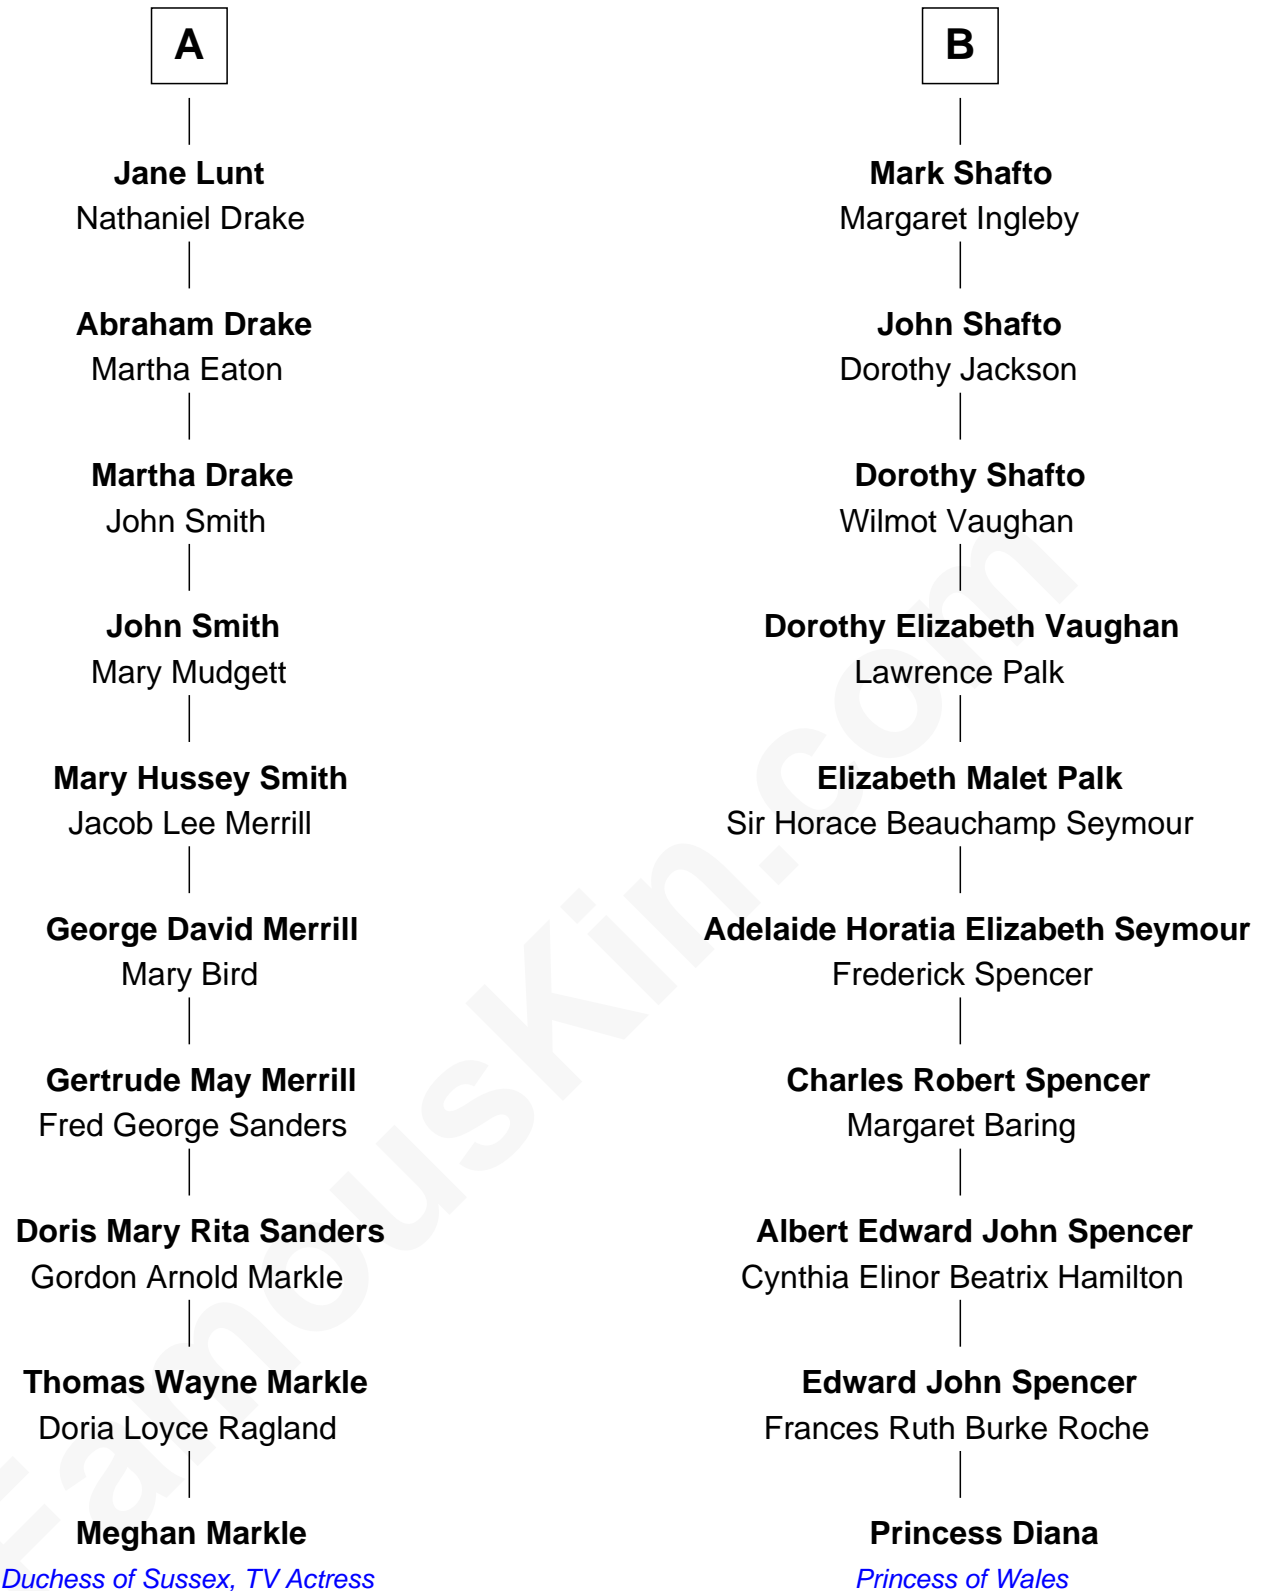 A
B
Jane Lunt
Nathaniel Drake
Mark Shafto
Margaret Ingleby
Abraham Drake
Martha Eaton
John Shafto
Dorothy Jackson
Martha Drake
John Smith
Dorothy Shafto
Wilmot Vaughan
John Smith
Mary Mudgett
Dorothy Elizabeth Vaughan
Lawrence Palk
Mary Hussey Smith
Jacob Lee Merrill
Elizabeth Malet Palk
Sir Horace Beauchamp Seymour
George David Merrill
Mary Bird
Adelaide Horatia Elizabeth Seymour
Frederick Spencer
Gertrude May Merrill
Fred George Sanders
Charles Robert Spencer
Margaret Baring
Doris Mary Rita Sanders
Gordon Arnold Markle
Albert Edward John Spencer
Cynthia Elinor Beatrix Hamilton
Thomas Wayne Markle
Doria Loyce Ragland
Edward John Spencer
Frances Ruth Burke Roche
Meghan Markle
Duchess of Sussex, TV Actress
Princess Diana
Princess of Wales
FamousKin.com